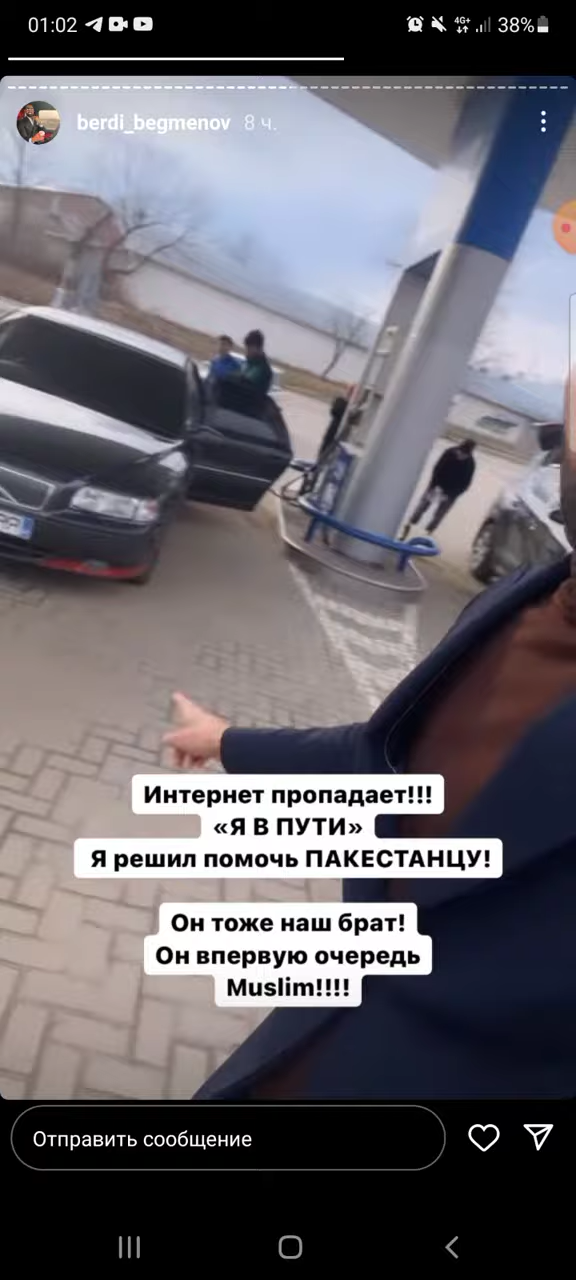 01:02
4G+
38%
berdi_begmenov 8 ч.
Интернет пропадает!!!
«Я В ПУТИ»
Я решил помочь ПАКЕСТАНЦУ!
Он тоже наш брат!
Он впервую очередь
Muslim!!!!
Отправить сообщение